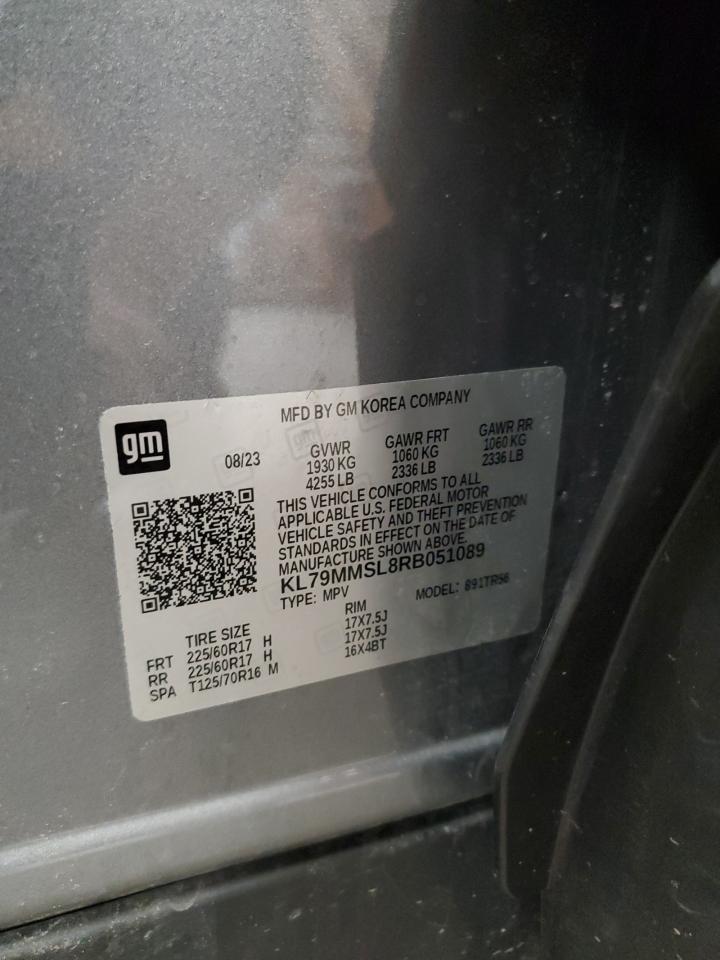 MFD BY GM KOREA COMPANY
gm
08/23
GVWR GAWR FRT GAWR RR
1930 KG 1060 KG 1060 KG
4255 LB 2336 LB 2336 LB
THIS VEHICLE CONFORMS TO ALL
APPLICABLE U.S. FEDERAL MOTOR
VEHICLE SAFETY AND THEFT PREVENTION
STANDARDS IN EFFECT ON THE DATE OF
MANUFACTURE SHOWN ABOVE.
KL79MMSL8RB051089
TYPE: MPV MODEL: 891TR56
TIRE SIZE RIM
FRT 225/60R17 H 17X7.5J
RR 225/60R17 H 17X7.5J
SPA T125/70R16 M 16X4BT